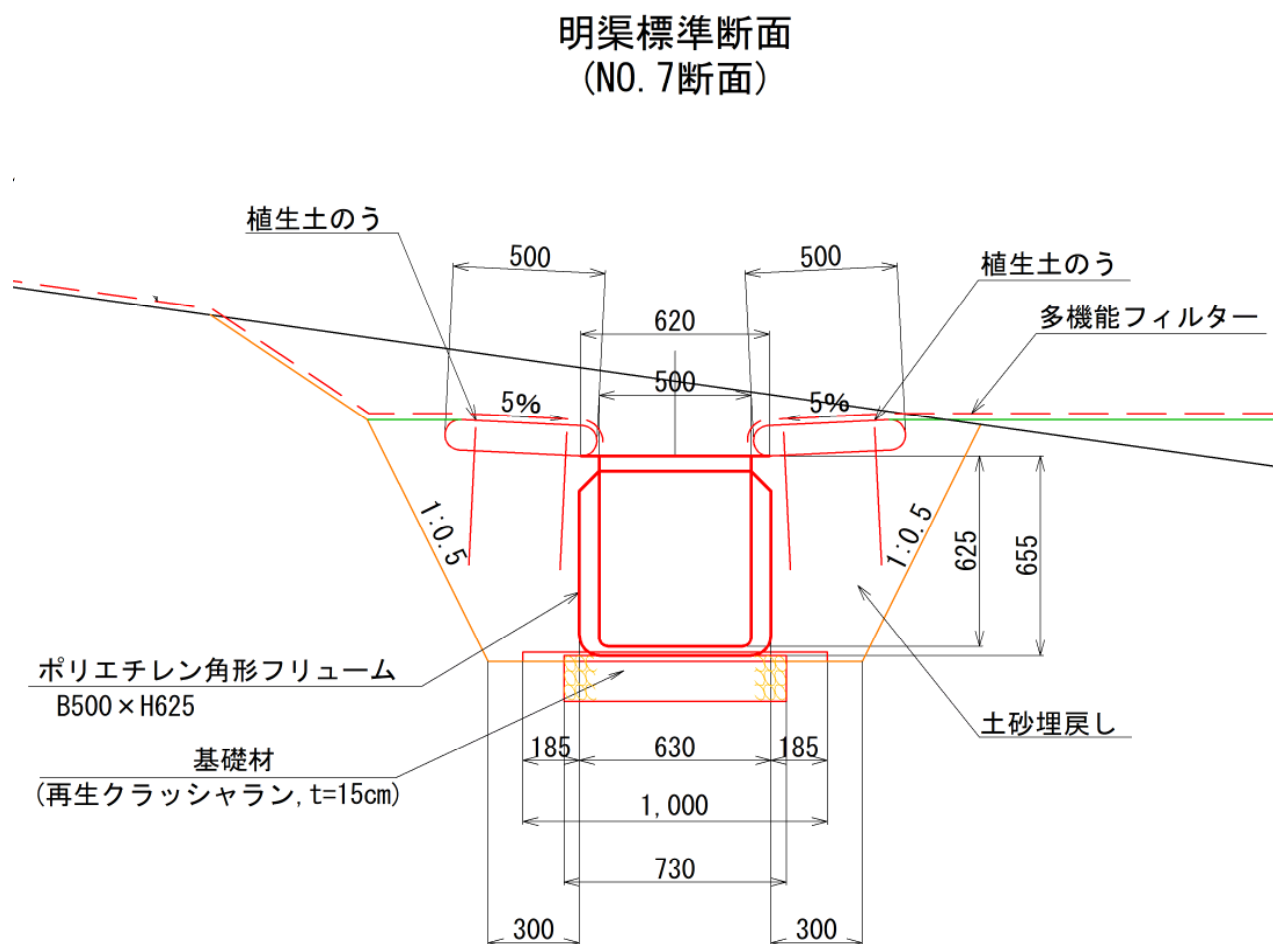 明渠標準断面
(NO.7断面)
植生土のう
500
500
植生土のう
620
多機能フィルター
500
5%
5%
1:0.5
1:0.5
625
655
ポリエチレン角形フリューム
B500×H625
土砂埋戻し
基礎材
(再生クラッシャラン,t=15cm)
185
630
185
1,000
730
300
300